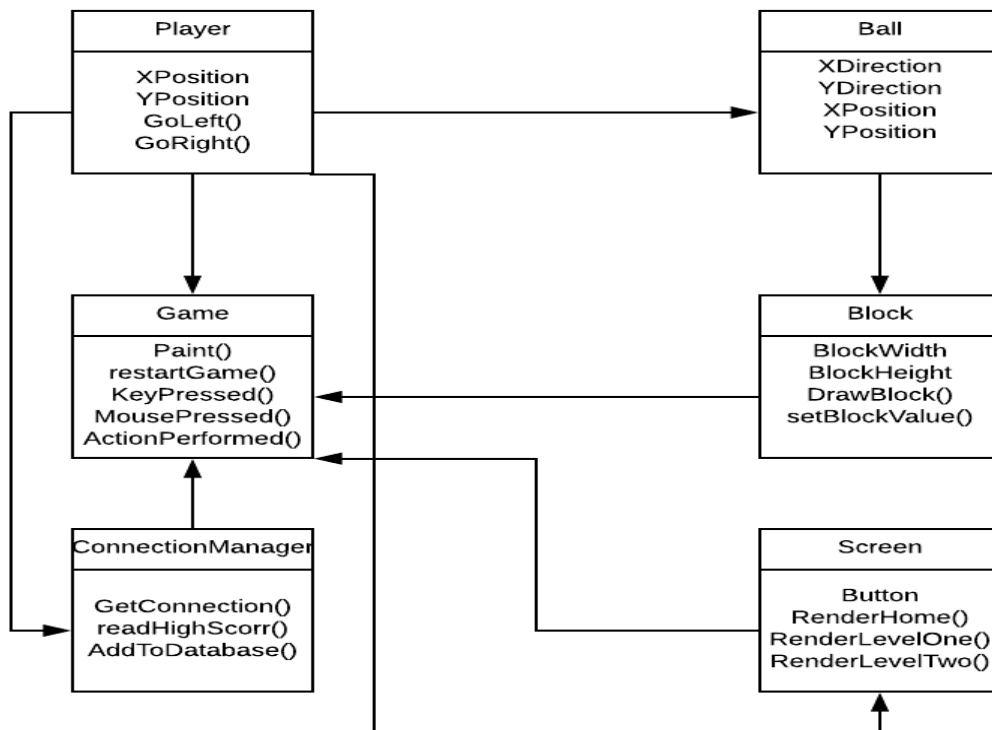 Player
XPosition
YPosition
GoLeft()
GoRight()
Ball
XDirection
YDirection
XPosition
YPosition
Game
Paint()
restartGame()
KeyPressed()
MousePressed()
ActionPerformed()
Block
BlockWidth
BlockHeight
DrawBlock()
setBlockValue()
ConnectionManager
GetConnection()
readHighScorr()
AddToDatabase()
Screen
Button
RenderHome()
RenderLevelOne()
RenderLevelTwo()